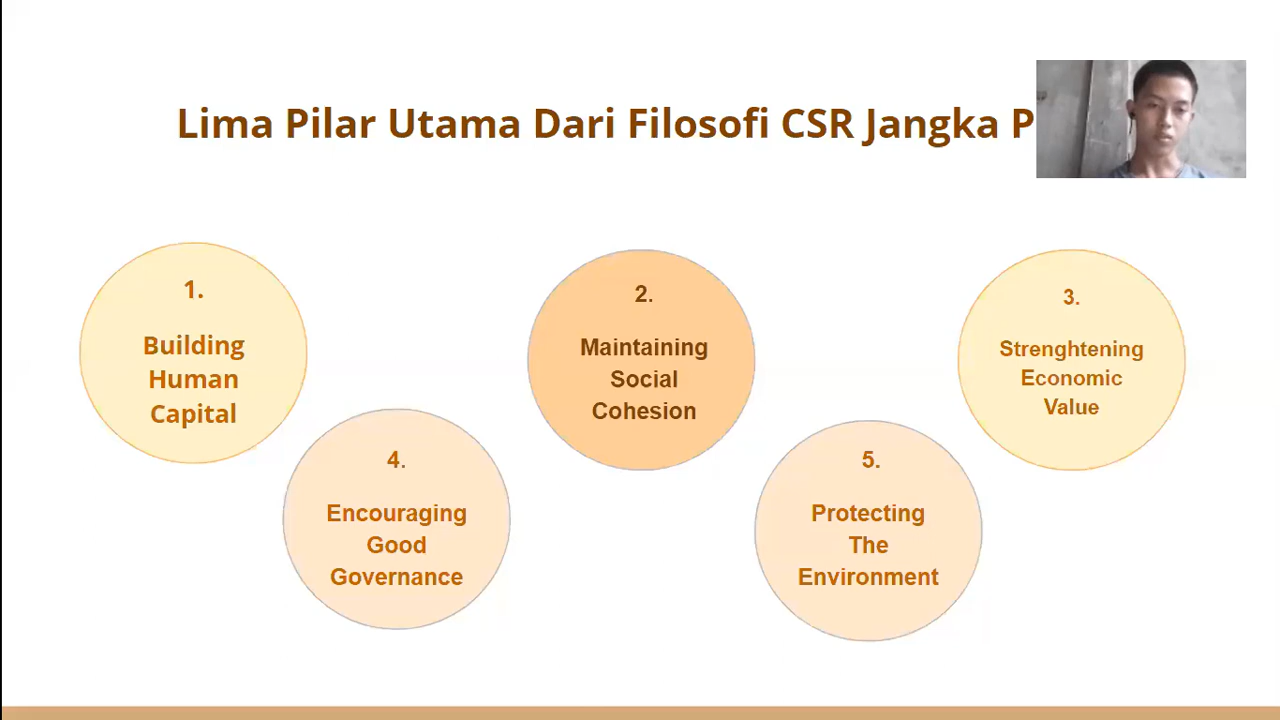 Lima Pilar Utama Dari Filosofi CSR Jangka P
1.
Building
Human
Capital
2.
Maintaining
Social
Cohesion
3.
Strenghtening
Economic
Value
4.
Encouraging
Good
Governance
5.
Protecting
The
Environment